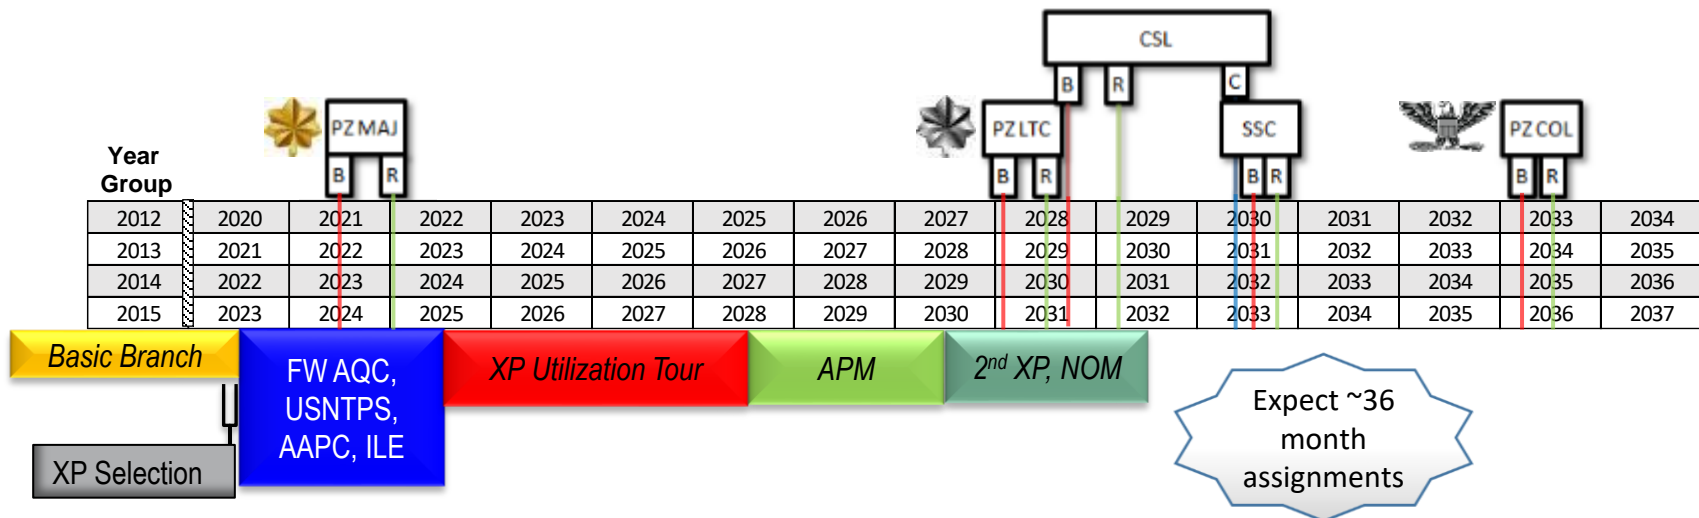 CSL
B R C
PZ MAJ
PZ LTC
SSC
PZ COL
Year
Group
B R
B R
B R
B R
2012 2020 2021 2022 2023 2024 2025 2026 2027 2028 2029 2030 2031 2032 2033 2034
2013 2021 2022 2023 2024 2025 2026 2027 2028 2029 2030 2031 2032 2033 2034 2035
2014 2022 2023 2024 2025 2026 2027 2028 2029 2030 2031 2032 2033 2034 2035 2036
2015 2023 2024 2025 2026 2027 2028 2029 2030 2031 2032 2033 2034 2035 2036 2037
Basic Branch
FW AQC,
USNTPS,
AAPC, ILE
XP Utilization Tour
APM
2nd XP, NOM
XP Selection
Expect ~36
month
assignments